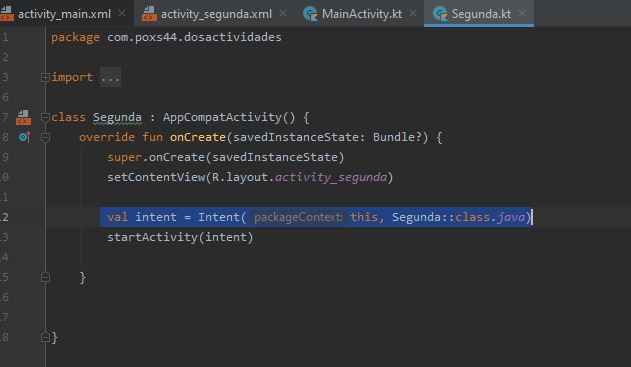 activity_main.xml × activity_segunda.xml × MainActivity.kt × Segunda.kt ×
1 package com.poxs44.dosactividades
2
3 import ...
6
7 class Segunda : AppCompatActivity() {
8 override fun onCreate(savedInstanceState: Bundle?) {
9 super.onCreate(savedInstanceState)
10 setContentView(R.layout.activity_segunda)
11
12 val intent = Intent( packageContext: this, Segunda::class.java)
13 startActivity(intent)
14
15 }
16
17
18 }